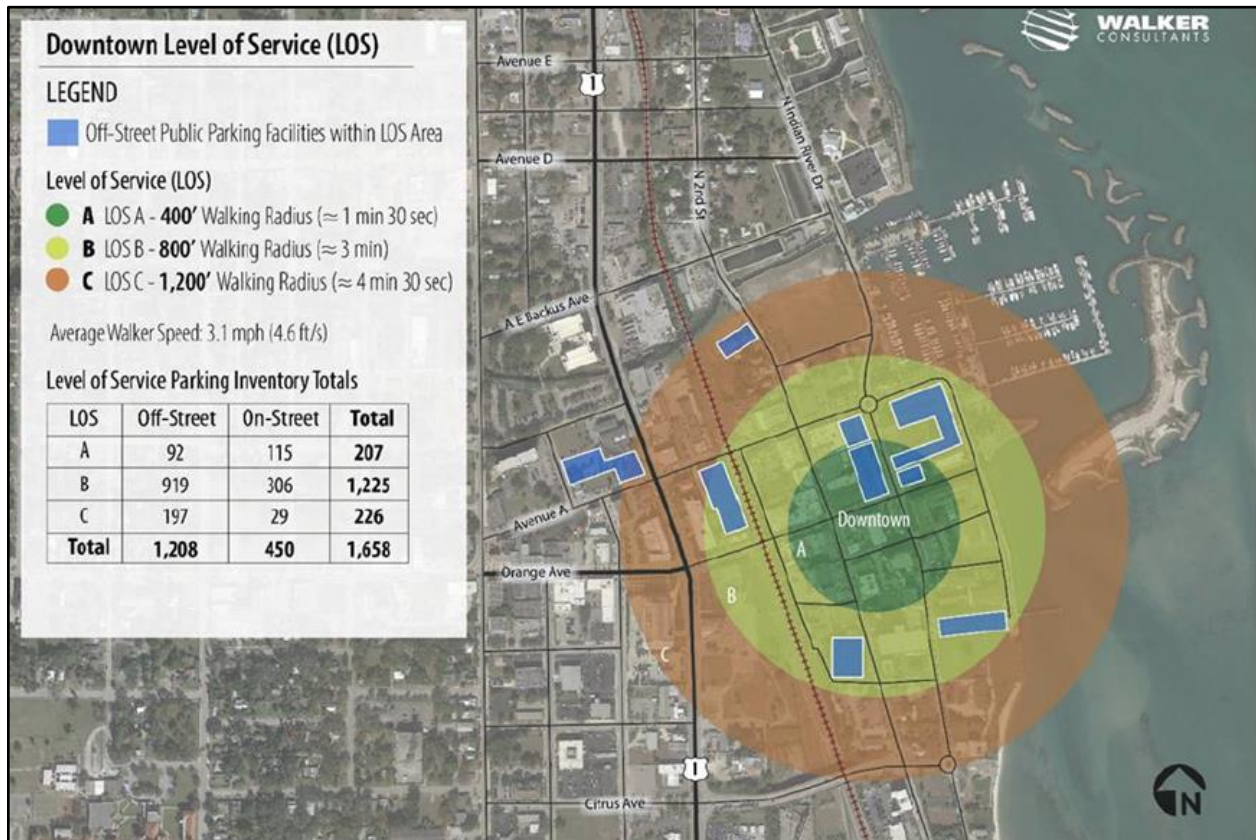 Downtown Level of Service (LOS)
LEGEND
Off-Street Public Parking Facilities within LOS Area
Level of Service (LOS)
A LOS A - 400' Walking Radius (≈ 1 min 30 sec)
B LOS B - 800' Walking Radius (≈ 3 min)
C LOS C - 1,200' Walking Radius (≈ 4 min 30 sec)
Average Walker Speed: 3.1 mph (4.6 ft/s)
Level of Service Parking Inventory Totals
LOS Off-Street On-Street Total
A 92 115 207
B 919 306 1,225
C 197 29 226
Total 1,208 450 1,658
WALKER
CONSULTANTS
Avenue E
1
N Indian River Dr
Avenue D
N 2nd St
A E Backus Ave
Avenue A
Downtown
A
Orange Ave
B
C
1
Citrus Ave
N